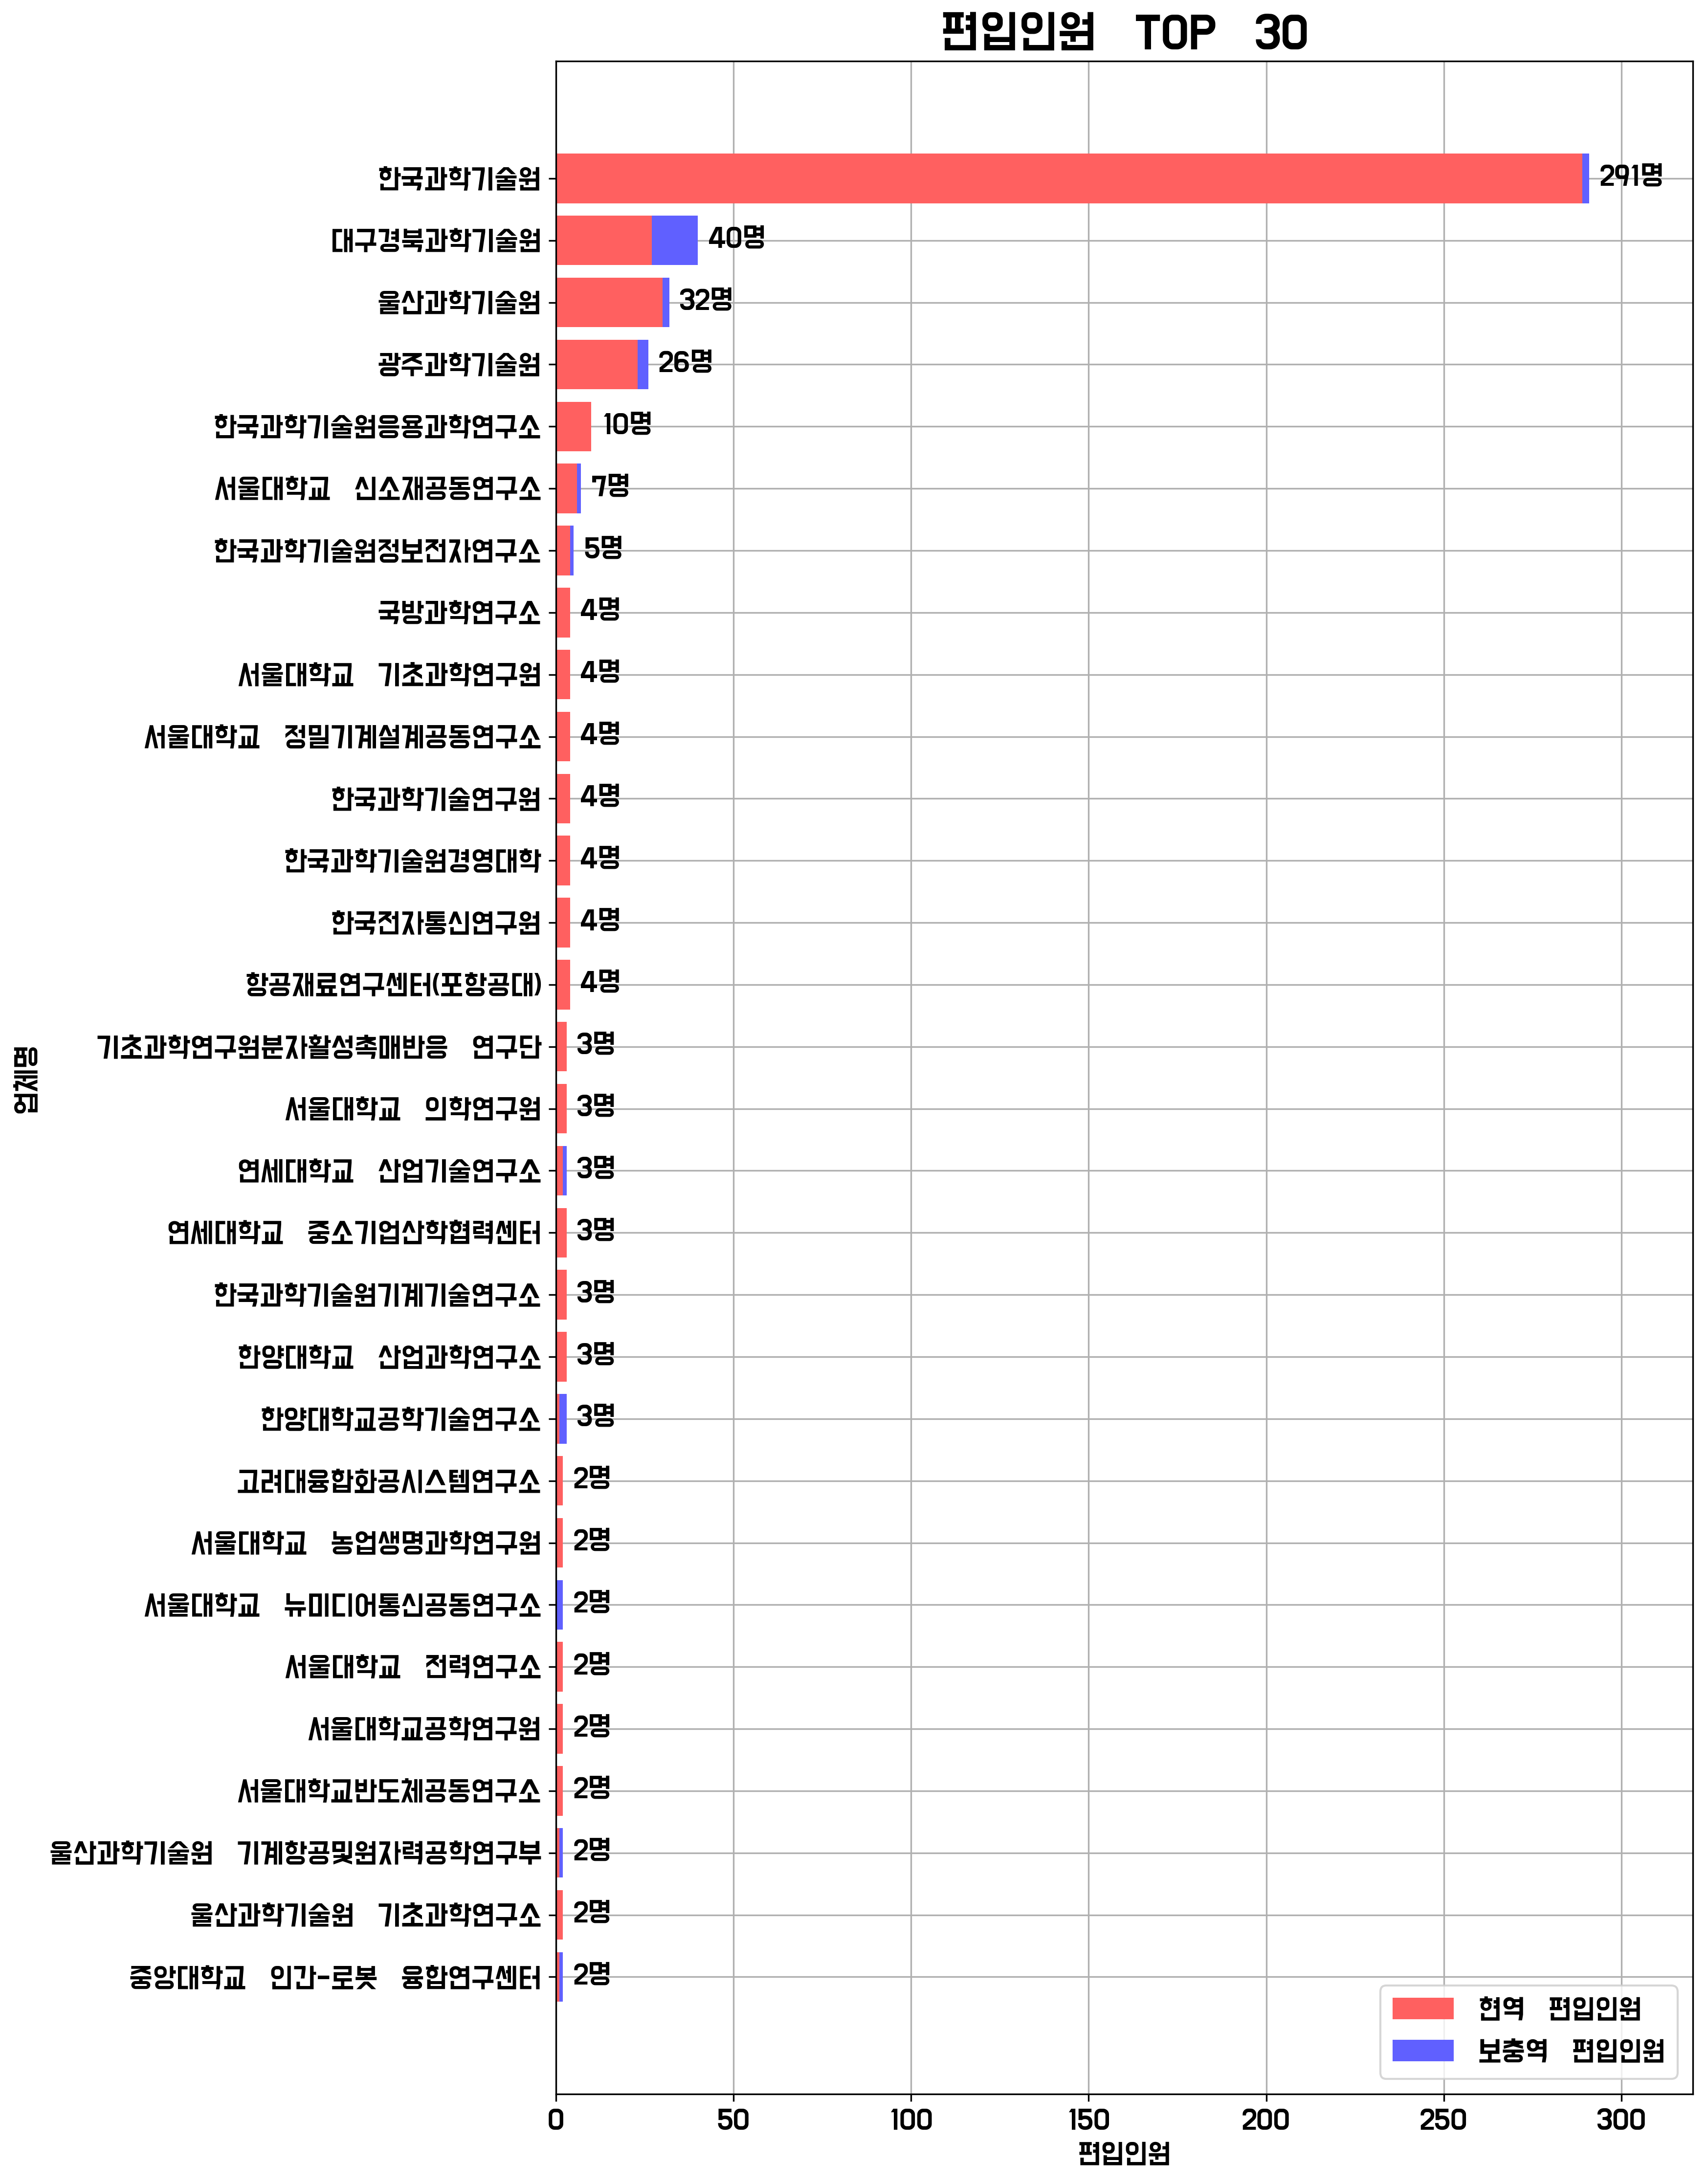 편입인원 TOP 30
한국과학기술원 291명
대구경북과학기술원 40명
울산과학기술원 32명
광주과학기술원 26명
한국과학기술원응용과학연구소 10명
서울대학교 신소재공동연구소 7명
한국과학기술원정보전자연구소 5명
국방과학연구소 4명
서울대학교 기초과학연구원 4명
서울대학교 정밀기계설계공동연구소 4명
한국과학기술연구원 4명
한국과학기술원경영대학 4명
한국전자통신연구원 4명
항공재료연구센터(포항공대) 4명
기초과학연구원분자활성촉매반응 연구단 3명
서울대학교 의학연구원 3명
연세대학교 산업기술연구소 3명
연세대학교 중소기업산학협력센터 3명
한국과학기술원기계기술연구소 3명
한양대학교 산업과학연구소 3명
한양대학교공학기술연구소 3명
고려대융합화공시스템연구소 2명
서울대학교 농업생명과학연구원 2명
서울대학교 뉴미디어통신공동연구소 2명
서울대학교 전력연구소 2명
서울대학교공학연구원 2명
서울대학교반도체공동연구소 2명
울산과학기술원 기계항공및원자력공학연구부 2명
울산과학기술원 기초과학연구소 2명
중앙대학교 인간-로봇 융합연구센터 2명
업체명
현역 편입인원
보충역 편입인원
0 50 100 150 200 250 300
편입인원